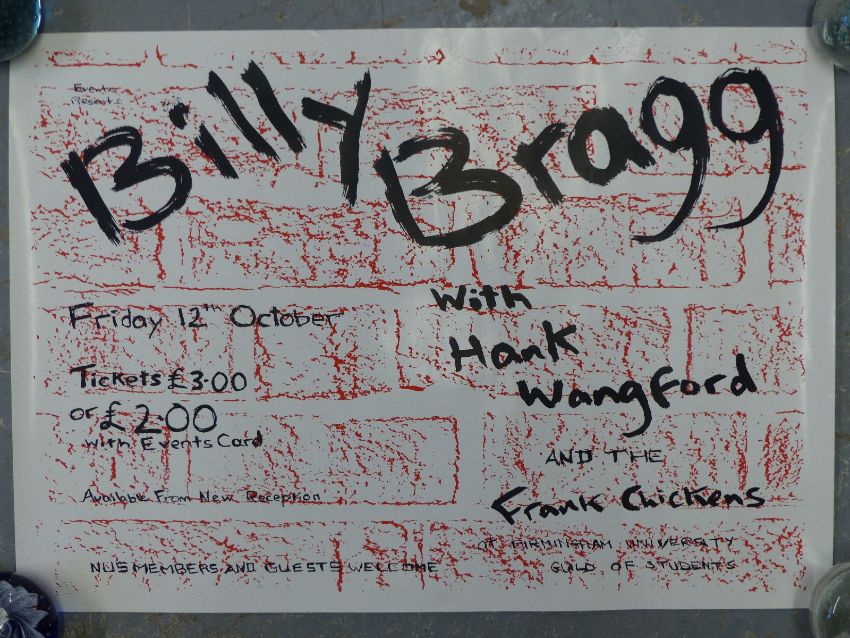 Events
Presents
Billy Bragg
Friday 12th October
Tickets £3.00
or £2.00
with Events Card
Available From New Reception
NUS MEMBERS AND GUESTS WELCOME
With
Hank
Wangford
AND THE
Frank Chickens
AT BIRMINGHAM UNIVERSITY
GUILD OF STUDENTS